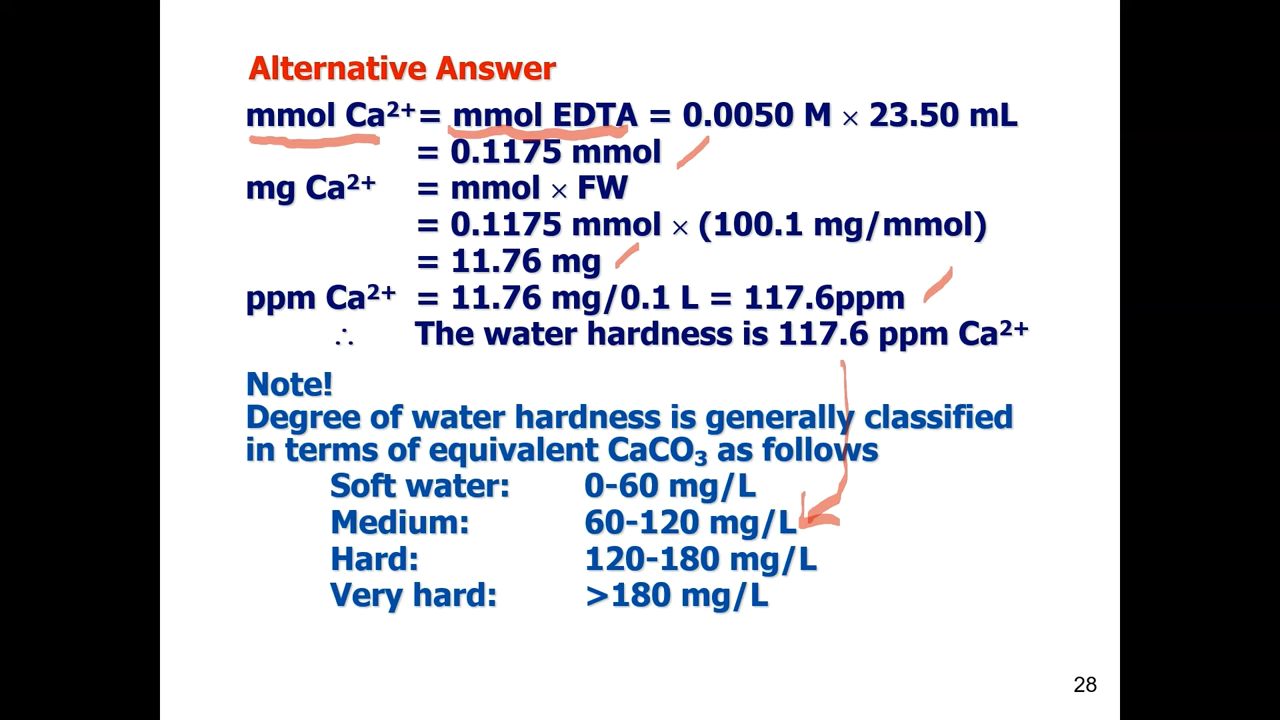 Alternative Answer
mmol Ca²⁺ = mmol EDTA = 0.0050 M × 23.50 mL
= 0.1175 mmol
mg Ca²⁺ = mmol × FW
= 0.1175 mmol × (100.1 mg/mmol)
= 11.76 mg
ppm Ca²⁺ = 11.76 mg/0.1 L = 117.6ppm
∴ The water hardness is 117.6 ppm Ca²⁺
Note!
Degree of water hardness is generally classified
in terms of equivalent CaCO₃ as follows
Soft water: 0-60 mg/L
Medium: 60-120 mg/L
Hard: 120-180 mg/L
Very hard: >180 mg/L
28